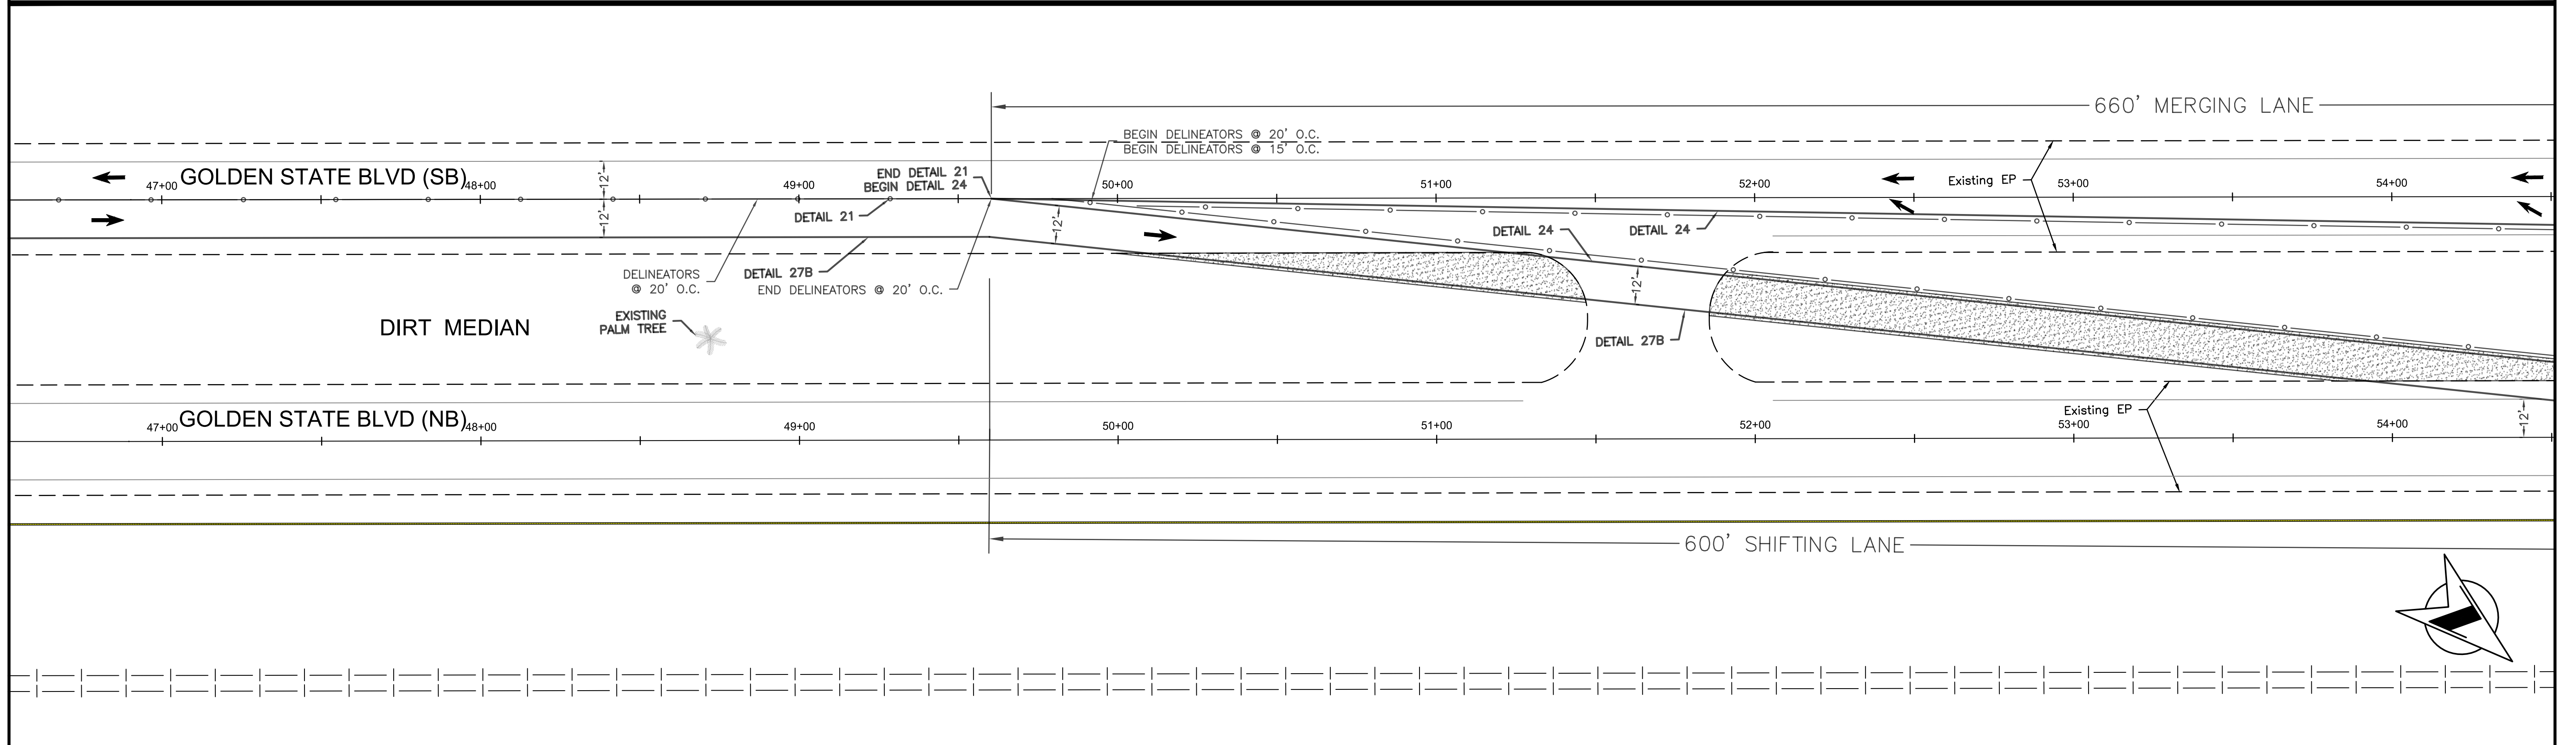 660' MERGING LANE
BEGIN DELINEATORS @ 20' O.C.
BEGIN DELINEATORS @ 15' O.C.
END DETAIL 21
BEGIN DETAIL 24
GOLDEN STATE BLVD (SB)
47+00
48+00
49+00
50+00
51+00
52+00
53+00
54+00
Existing EP
12'
12'
DETAIL 21
12'
DETAIL 24
DETAIL 24
DELINEATORS
@ 20' O.C.
DETAIL 27B
END DELINEATORS @ 20' O.C.
12'
EXISTING
PALM TREE
DIRT MEDIAN
DETAIL 27B
Existing EP
12'
GOLDEN STATE BLVD (NB)
47+00
48+00
49+00
50+00
51+00
52+00
53+00
54+00
600' SHIFTING LANE